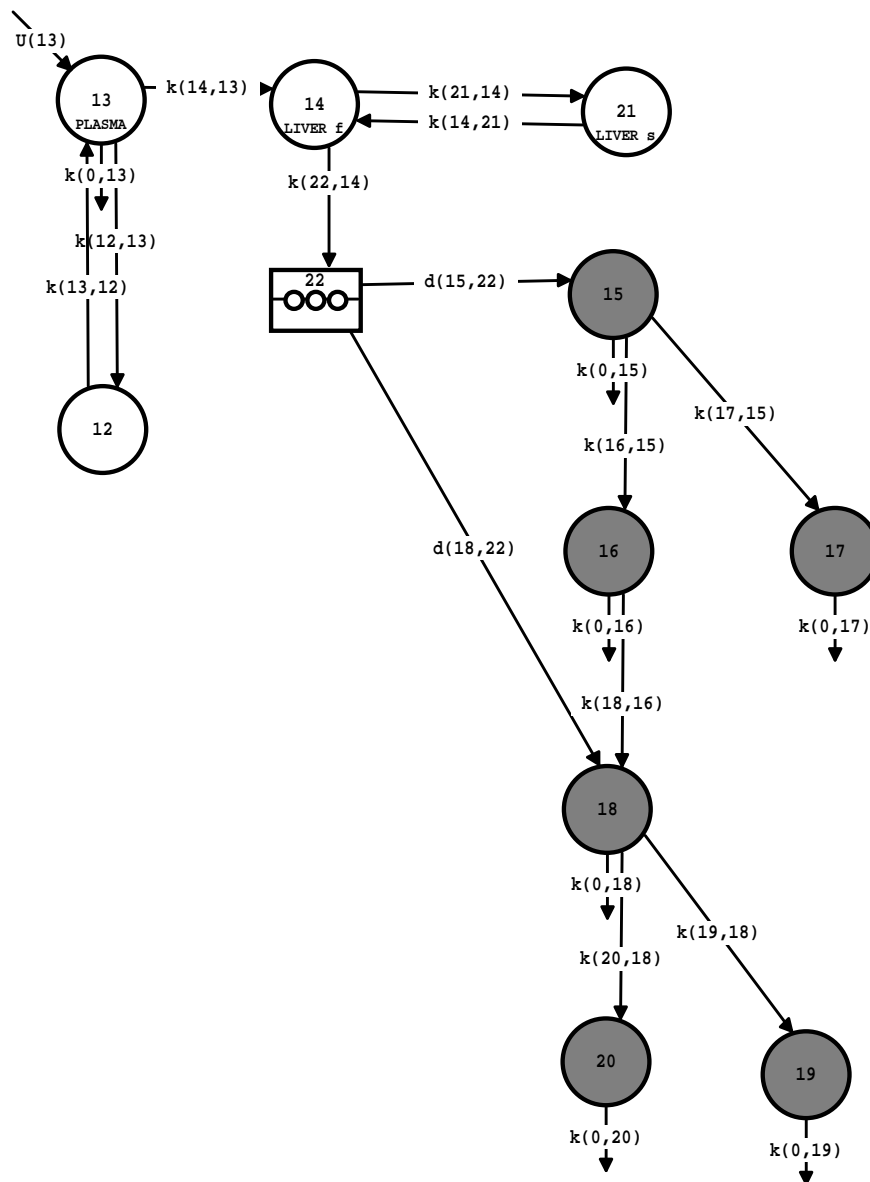 U(13)
13
PLASMA
k(14,13)
14
LIVER f
k(21,14)
k(14,21)
21
LIVER s
k(0,13)
k(22,14)
k(12,13)
k(13,12)
22
d(15,22)
15
k(0,15)
k(17,15)
k(16,15)
12
d(18,22)
16
17
k(0,16)
k(0,17)
k(18,16)
18
k(0,18)
k(19,18)
k(20,18)
20
19
k(0,20)
k(0,19)